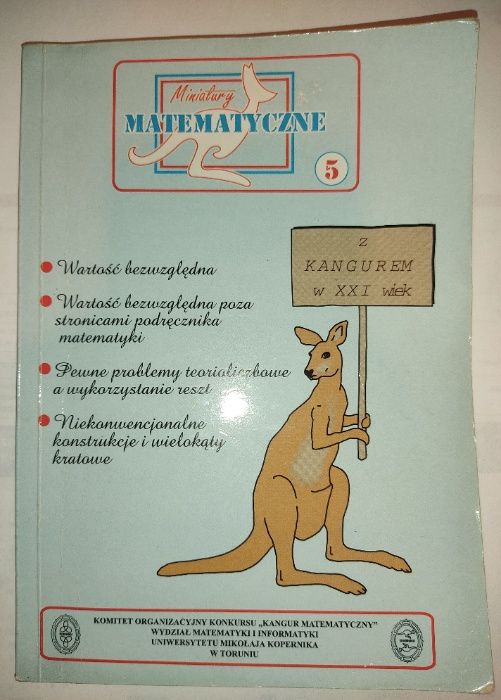 Miniatury
MATEMATYCZNE
5
Z
KANGUREM
w XXI wiek
Wartość bezwzględna
Wartość bezwzględna poza
stronicami podręcznika
matematyki
Pewne problemy teorioliczbowe
a wykorzystanie reszt
Niekonwencjonalne
konstrukcje i wielokąty
kratowe
KOMITET ORGANIZACYJNY KONKURSU „KANGUR MATEMATYCZNY”
WYDZIAŁ MATEMATYKI I INFORMATYKI
UNIWERSYTETU MIKOŁAJA KOPERNIKA
W TORUNIU